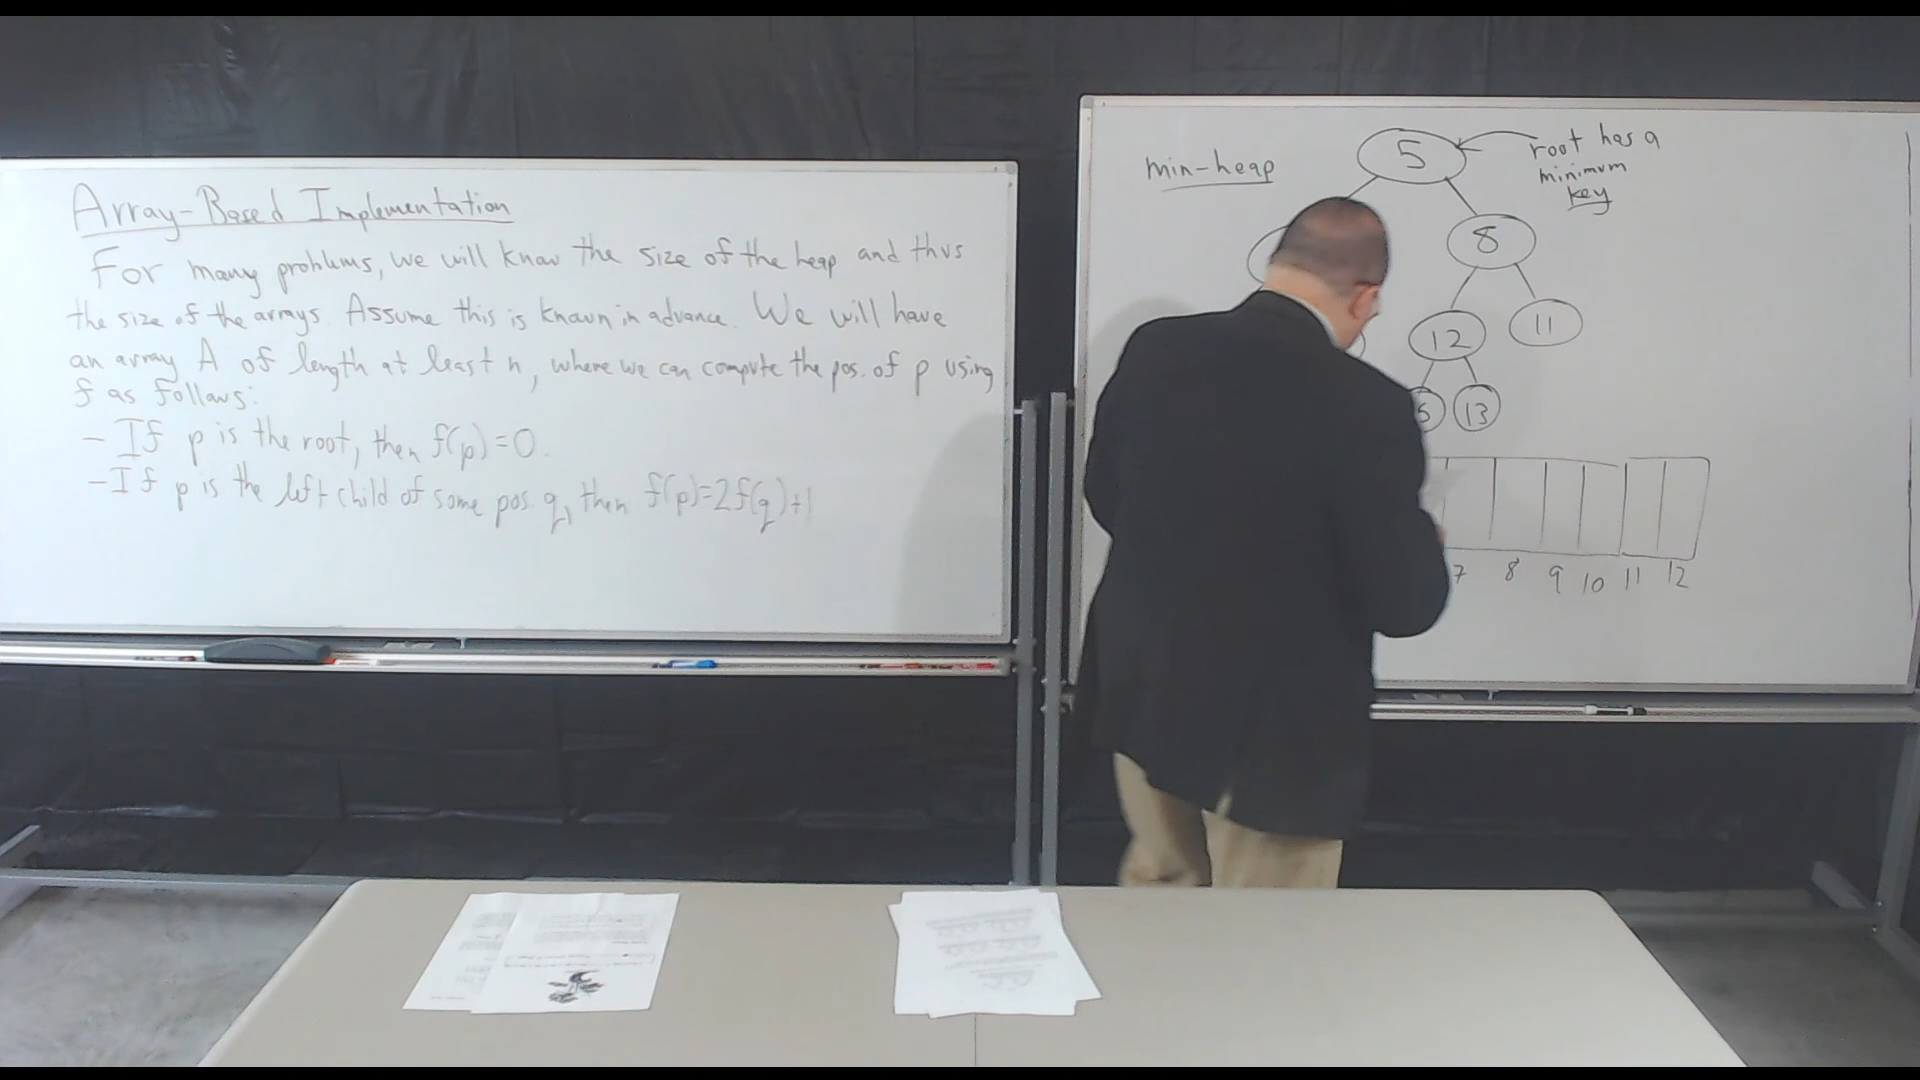 Array-Based Implementation
For many problems, we will know the size of the heap and thus
the size of the arrays. Assume this is known in advance. We will have
an array A of length at least n, where we can compute the pos. of p using
f as follows:
- If p is the root, then f(p)=0.
- If p is the left child of some pos. q, then f(p)=2f(q)+1
min-heap
5
root has a
minimum
key
8
12
11
13
7 8 9 10 11 12